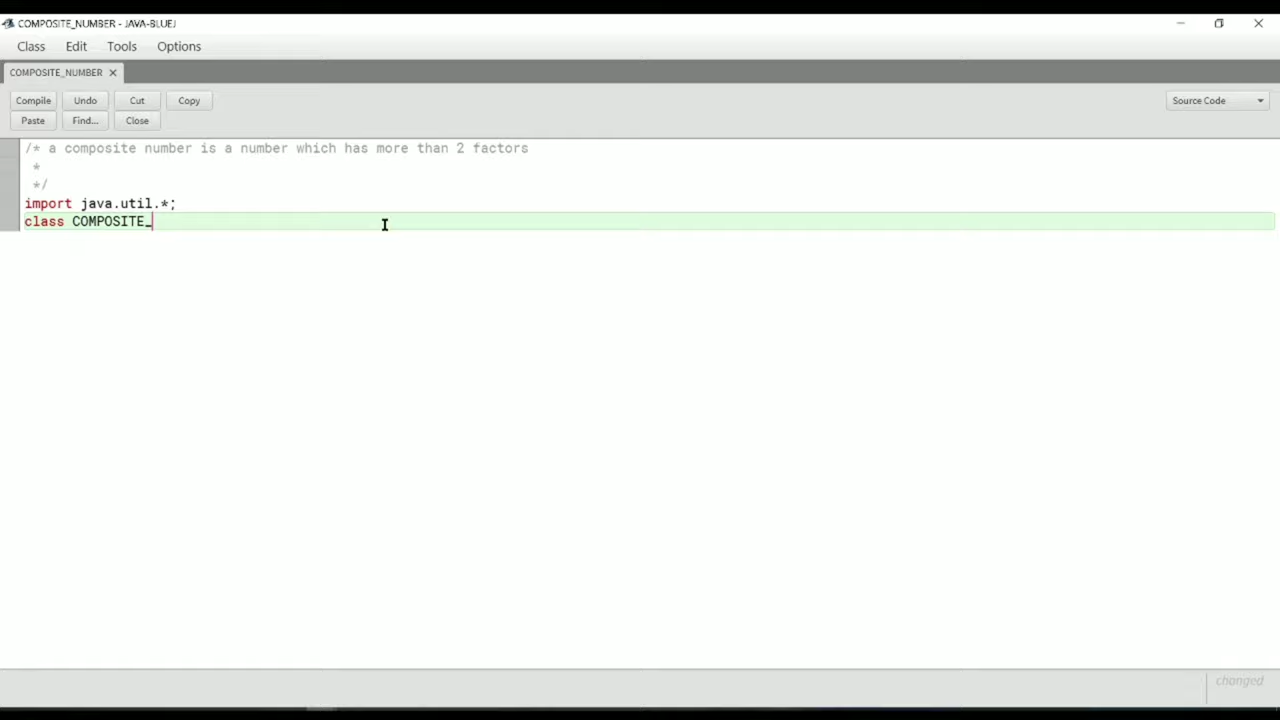 COMPOSITE_NUMBER - JAVA-BLUEJ
Class Edit Tools Options
COMPOSITE_NUMBER
Compile Undo Cut Copy Source Code
Paste Find... Close
/* a composite number is a number which has more than 2 factors
*
*/
import java.util.*;
class COMPOSITE_
changed